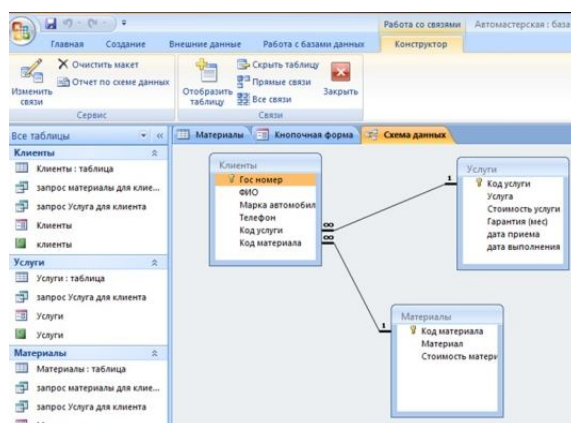 Работа со связями Автомастерская : база
Главная Создание Внешние данные Работа с базами данных Конструктор
Очистить макет
Отчет по схеме данных
Изменить связи
Сервис
Отобразить таблицу
Скрыть таблицу
Прямые связи
Все связи
Закрыть
Связи
Все таблицы
Материалы Кнопочная форма Схема данных
Клиенты
Клиенты : таблица
запрос материалы для клие...
запрос Услуга для клиента
Клиенты
клиенты
Услуги
Услуги : таблица
запрос Услуга для клиента
Услуги
Услуги
Материалы
Материалы : таблица
запрос материалы для клие...
запрос Услуга для клиента
Клиенты
Гос номер
ФИО
Марка автомобил
Телефон
Код услуги
Код материала
∞
∞
1
1
Услуги
Код услуги
Услуга
Стоимость услуги
Гарантия (мес)
дата приема
дата выполнения
Материалы
Код материала
Материал
Стоимость матери